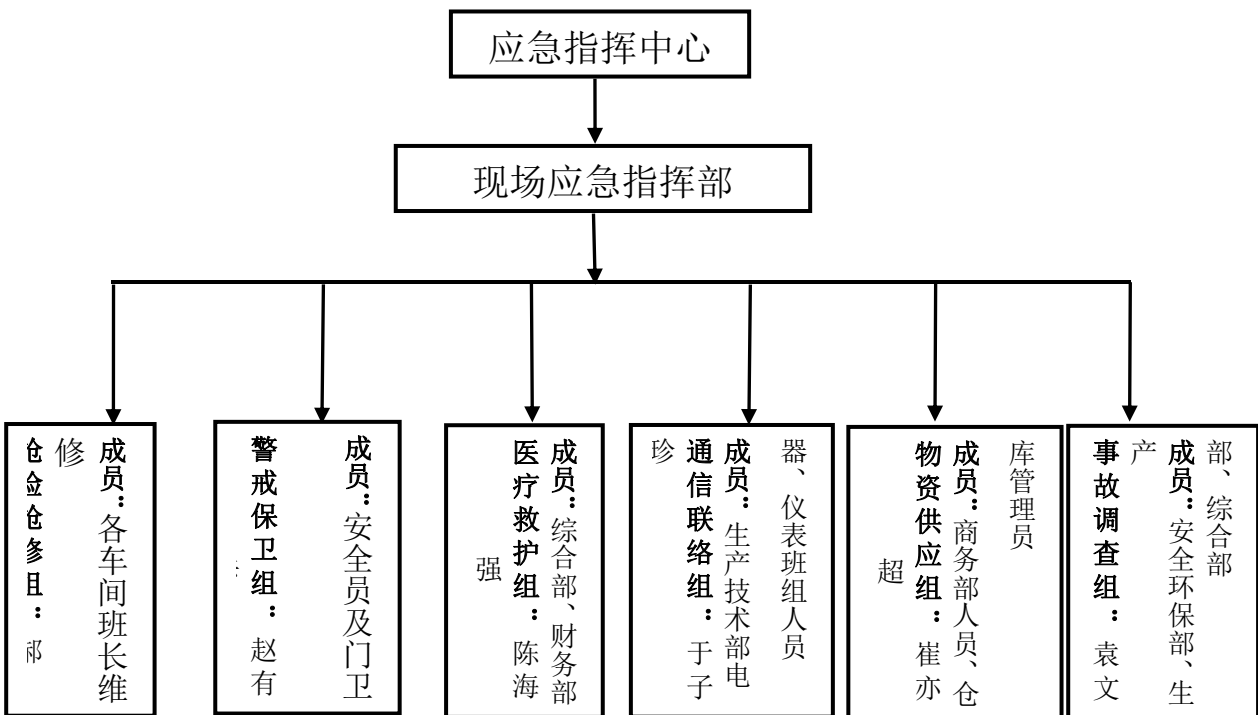 应急指挥中心
现场应急指挥部
抢险抢修组：
成员：各车间班长维
修
警戒保卫组：赵有
成员：安全员及门卫
医疗救护组：陈海
强
成员：综合部、财务部
通信联络组：于子
珍
成员：生产技术部电
器、仪表班组人员
物资供应组：崔亦
超
成员：商务部人员、仓
库管理员
事故调查组：袁文
成员：安全环保部、生
产
部、综合部